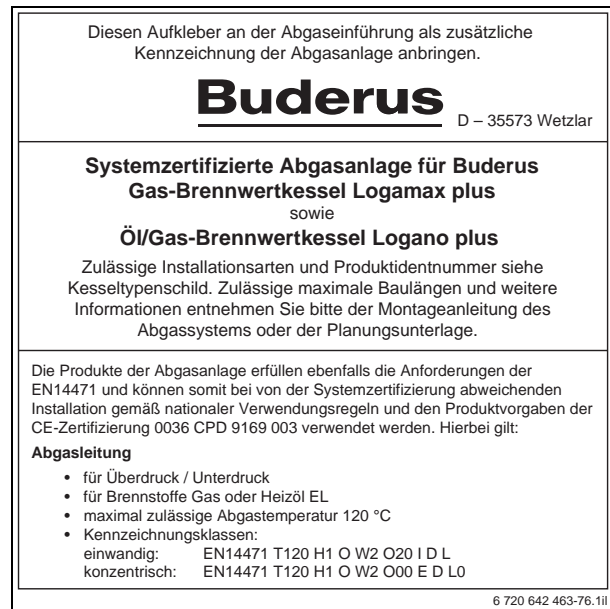 Diesen Aufkleber an der Abgaseinführung als zusätzliche
Kennzeichnung der Abgasanlage anbringen.
Buderus
D – 35573 Wetzlar
Systemzertifizierte Abgasanlage für Buderus
Gas-Brennwertkessel Logamax plus
sowie
Öl/Gas-Brennwertkessel Logano plus
Zulässige Installationsarten und Produktidentnummer siehe
Kesseltypenschild. Zulässige maximale Baulängen und weitere
Informationen entnehmen Sie bitte der Montageanleitung des
Abgassystems oder der Planungsunterlage.
Die Produkte der Abgasanlage erfüllen ebenfalls die Anforderungen der
EN14471 und können somit bei von der Systemzertifizierung abweichenden
Installation gemäß nationaler Verwendungsregeln und den Produktvorgaben der
CE-Zertifizierung 0036 CPD 9169 003 verwendet werden. Hierbei gilt:
Abgasleitung
• für Überdruck / Unterdruck
• für Brennstoffe Gas oder Heizöl EL
• maximal zulässige Abgastemperatur 120 °C
• Kennzeichnungsklassen:
einwandig: EN14471 T120 H1 O W2 O20 I D L
konzentrisch: EN14471 T120 H1 O W2 O00 E D L0
6 720 642 463-76.1il